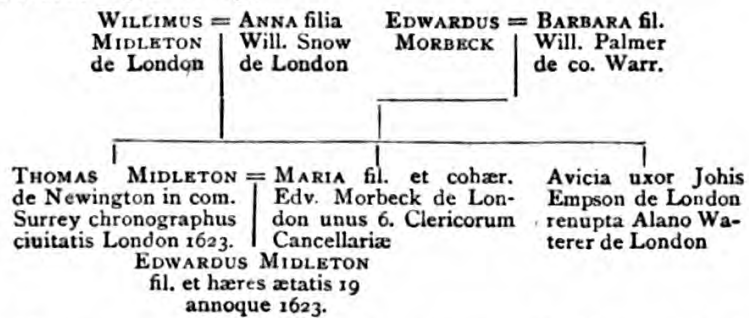 WILLIMUS = ANNA filia
MIDLETON Will. Snow
de London de London
EDWARDUS = BARBARA fil.
MORBECK Will. Palmer
de co. Warr.
THOMAS MIDLETON = MARIA fil. et cohær.
de Newington in com. Edv. Morbeck de Lon-
Surrey chronographus don unus 6. Clericorum
ciuitatis London 1623. Cancellariæ
Avicia uxor Johis
Empson de London
renupta Alano Wa-
terer de London
EDWARDUS MIDLETON
fil. et hæres ætatis 19
annoque 1623.